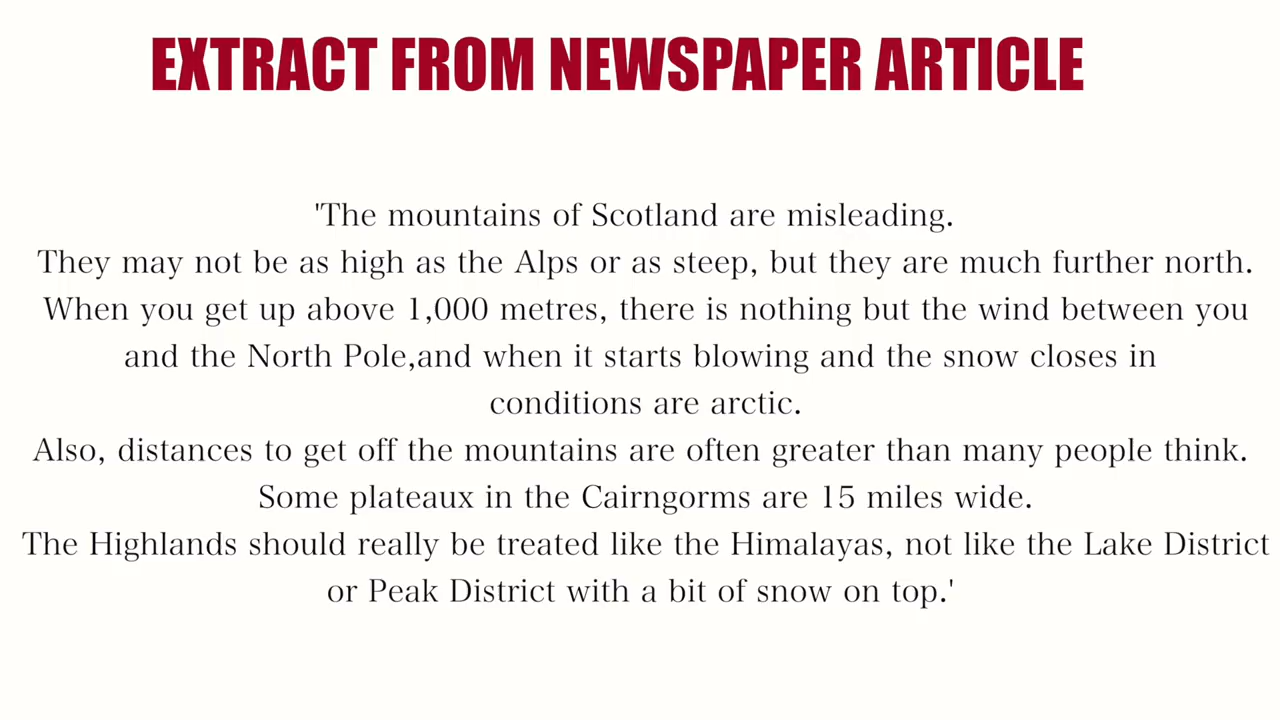 EXTRACT FROM NEWSPAPER ARTICLE
'The mountains of Scotland are misleading.
They may not be as high as the Alps or as steep, but they are much further north.
When you get up above 1,000 metres, there is nothing but the wind between you
and the North Pole,and when it starts blowing and the snow closes in
conditions are arctic.
Also, distances to get off the mountains are often greater than many people think.
Some plateaux in the Cairngorms are 15 miles wide.
The Highlands should really be treated like the Himalayas, not like the Lake District
or Peak District with a bit of snow on top.'